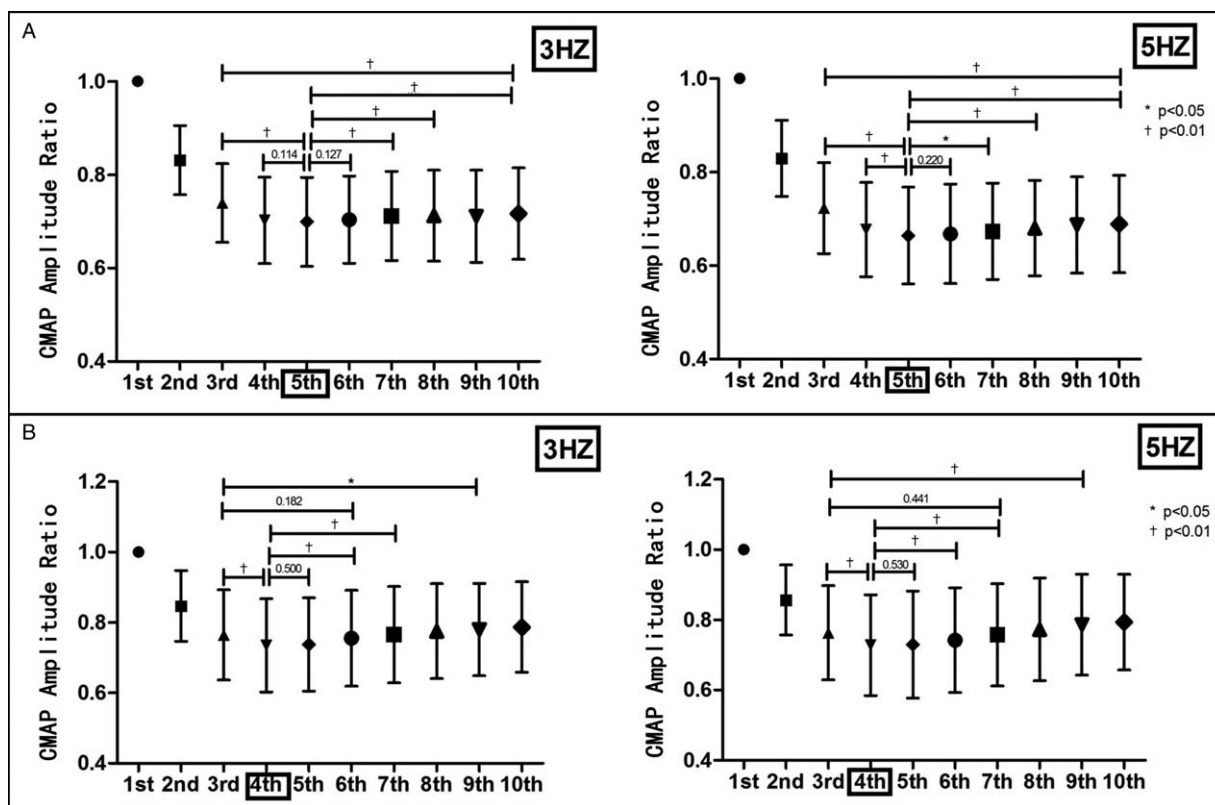 A
3HZ
CMAP Amplitude Ratio
1.0
0.8
0.6
0.4
†
†
†
†
†
0.114
0.127
1st 2nd 3rd 4th 5th 6th 7th 8th 9th 10th
5HZ
CMAP Amplitude Ratio
1.0
0.8
0.6
0.4
†
†
†
†
*
†
0.220
* p<0.05
† p<0.01
1st 2nd 3rd 4th 5th 6th 7th 8th 9th 10th
B
3HZ
CMAP Amplitude Ratio
1.2
1.0
0.8
0.6
0.4
*
0.182
†
†
†
0.500
1st 2nd 3rd 4th 5th 6th 7th 8th 9th 10th
5HZ
CMAP Amplitude Ratio
1.2
1.0
0.8
0.6
0.4
†
0.441
†
†
†
0.530
* p<0.05
† p<0.01
1st 2nd 3rd 4th 5th 6th 7th 8th 9th 10th